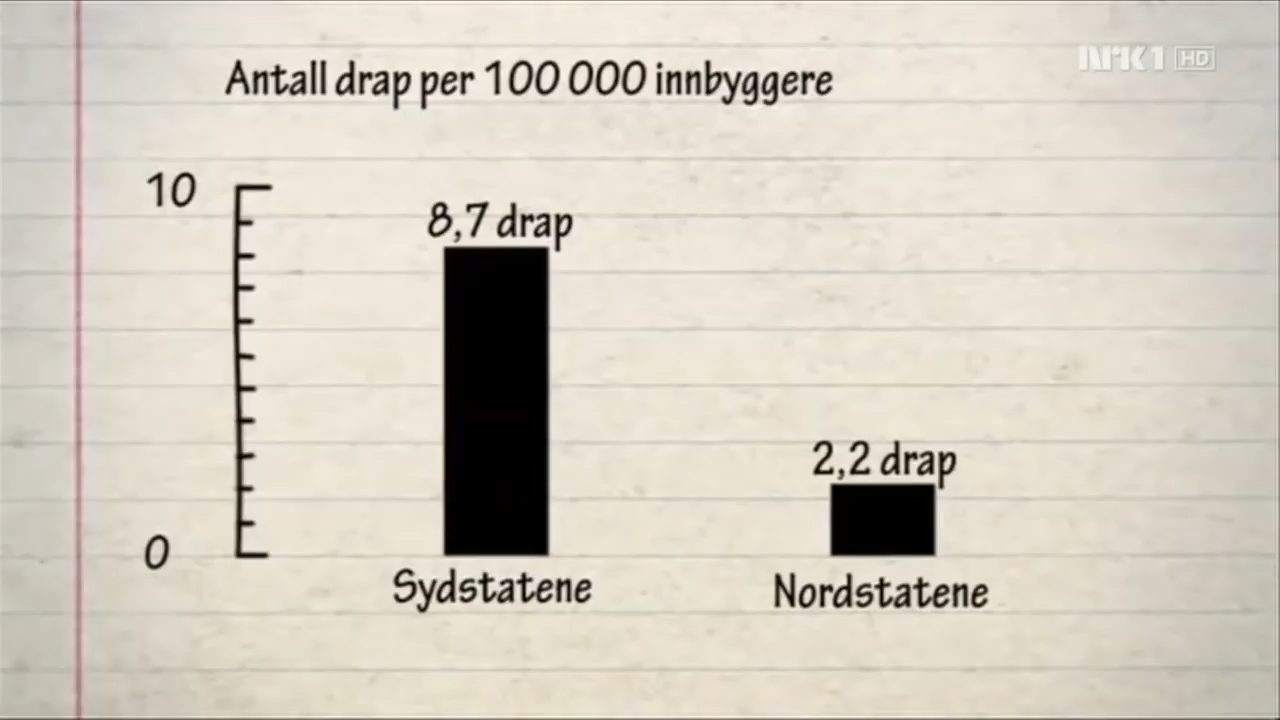 NRK1 HD
Antall drap per 100 000 innbyggere
10
8,7 drap
2,2 drap
0
Sydstatene
Nordstatene